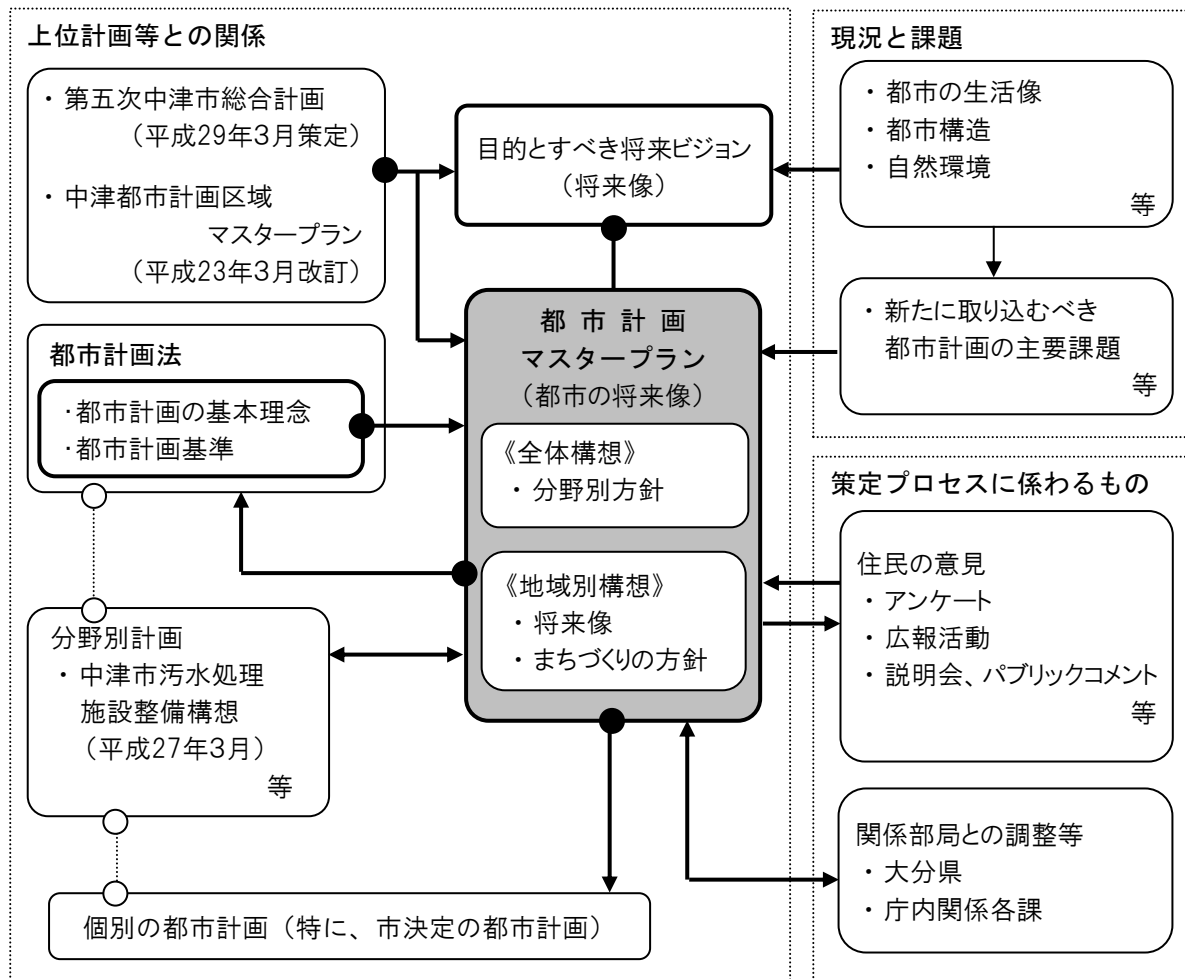 上位計画等との関係
・ 第五次中津市総合計画
（平成29年3月策定）
・ 中津都市計画区域
マスタープラン
（平成23年3月改訂）
目的とすべき将来ビジョン
（将来像）
都市計画法
・都市計画の基本理念
・都市計画基準
都 市 計 画
マスタープラン
（都市の将来像）
《全体構想》
・ 分野別方針
《地域別構想》
・ 将来像
・ まちづくりの方針
分野別計画
・ 中津市汚水処理
施設整備構想
（平成27年3月）
等
個別の都市計画（特に、市決定の都市計画）
現況と課題
・ 都市の生活像
・ 都市構造
・ 自然環境
等
・ 新たに取り込むべき
都市計画の主要課題
等
策定プロセスに係わるもの
住民の意見
・ アンケート
・ 広報活動
・ 説明会、パブリックコメント
等
関係部局との調整等
・ 大分県
・ 庁内関係各課